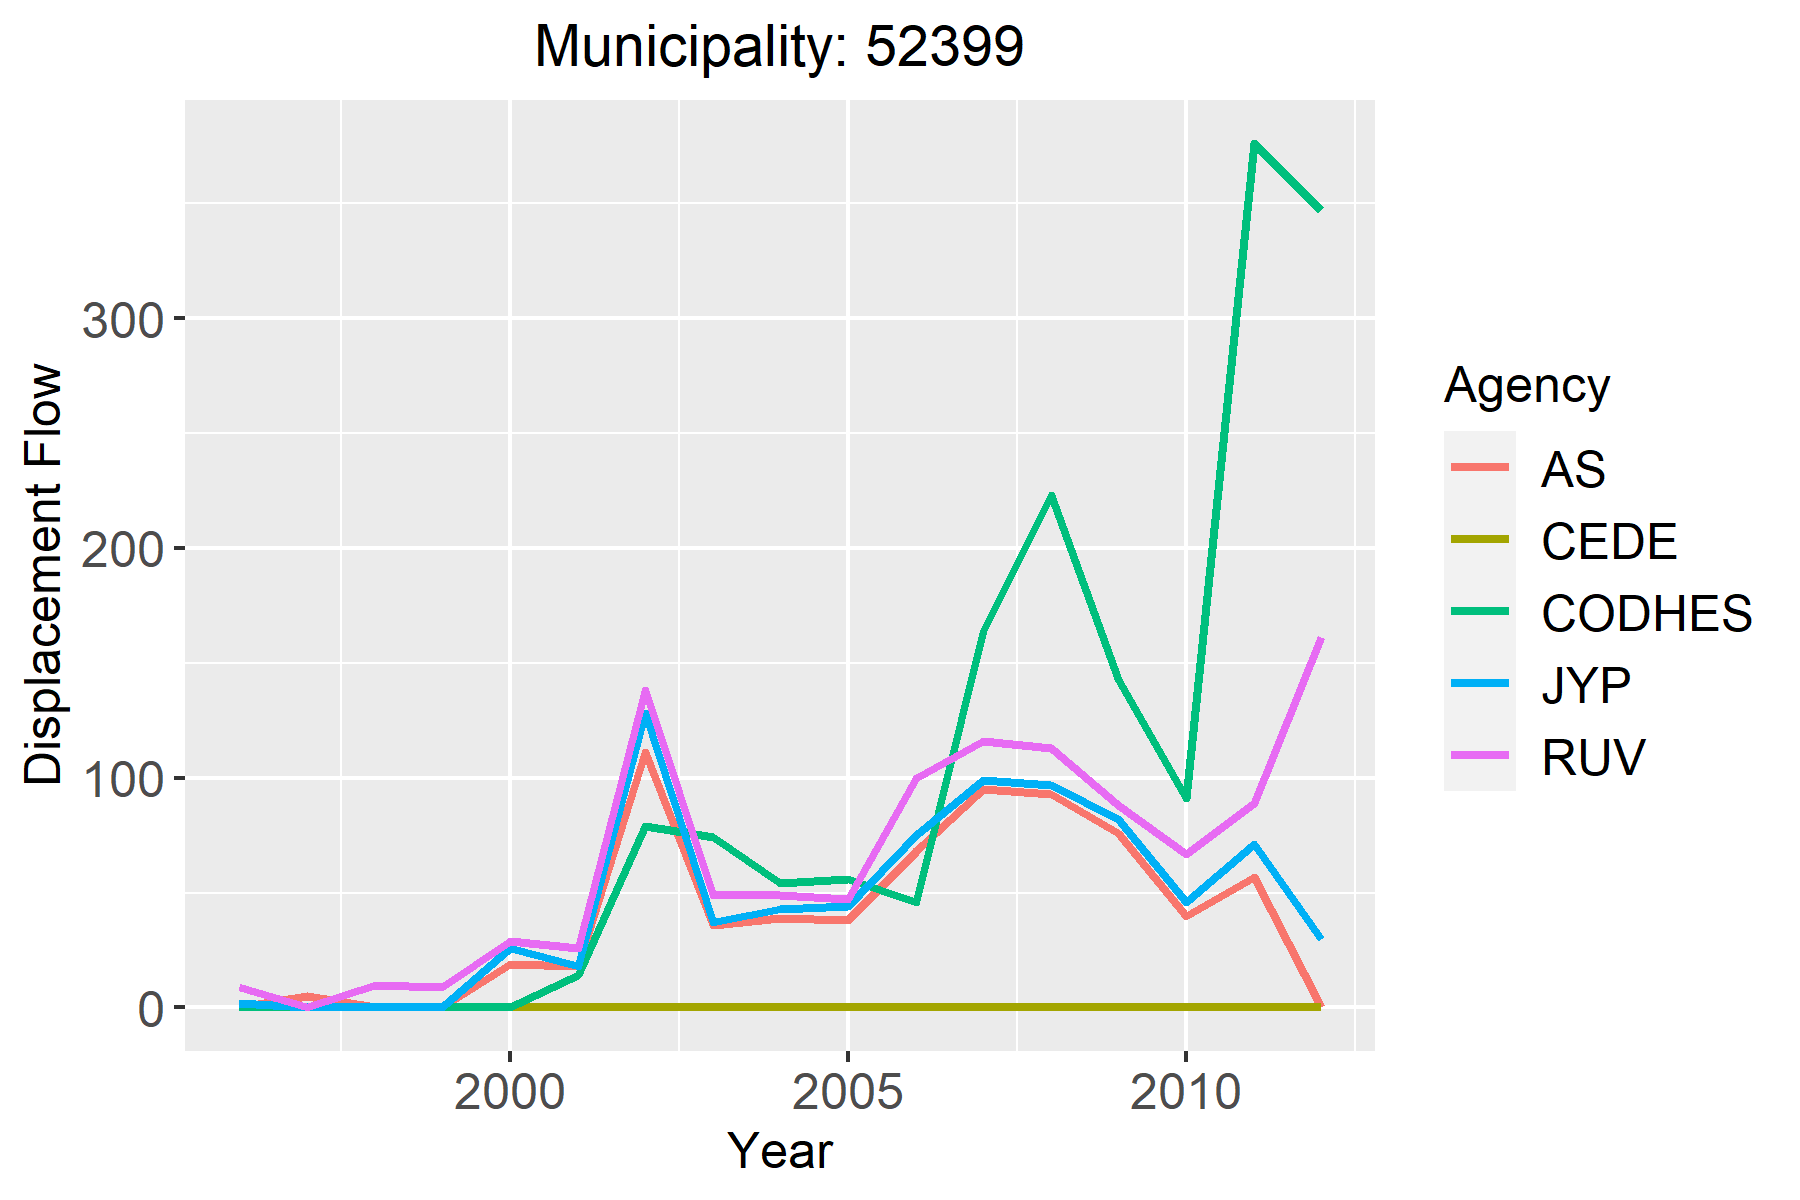 Municipality: 52399
Displacement Flow
300
200
100
0
2000 2005 2010
Year
Agency
AS
CEDE
CODHES
JYP
RUV